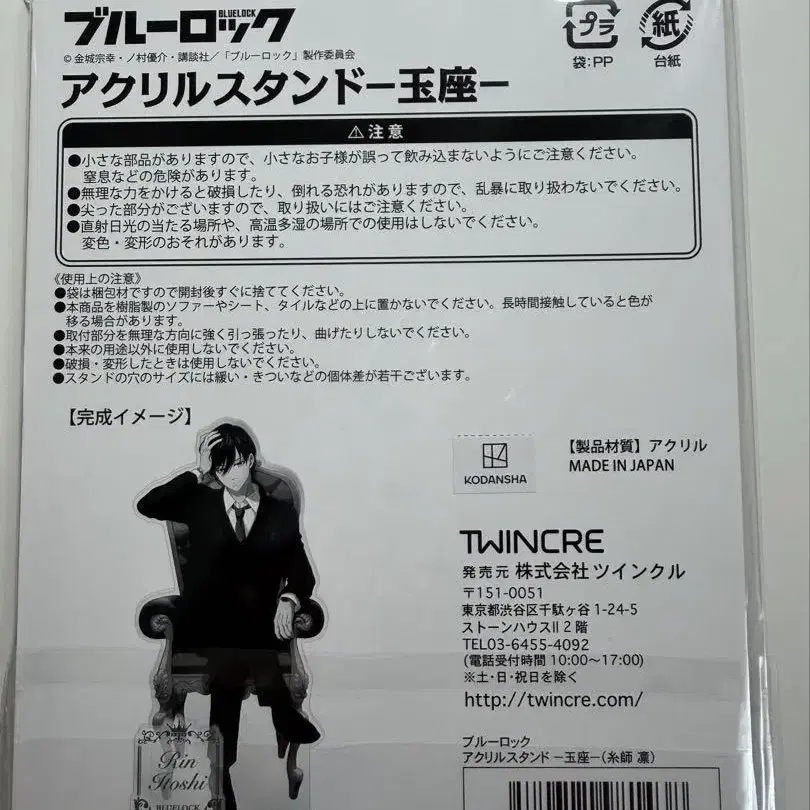 ブルーロック
BLUELOCK
プラ
紙
袋:PP
台紙
© 金城宗幸・ノ村優介・講談社／「ブルーロック」製作委員会
アクリルスタンドー玉座ー
⚠注意
●小さな部品がありますので、小さなお子様が誤って飲み込まないようにご注意ください。
窒息などの危険があります。
●無理な力をかけると破損したり、倒れる恐れがありますので、乱暴に取り扱わないでください。
●尖った部分がございますので、取り扱いにはご注意ください。
●直射日光の当たる場所や、高温多湿の場所での使用はしないでください。
変色・変形のおそれがあります。
《使用上の注意》
●袋は梱包材ですので開封後すぐに捨ててください。
●本商品を樹脂製のソファーやシート、タイルなどの上に置かないでください。長時間接触していると色が
移る場合があります。
●取付部分を無理な方向に強く引っ張ったり、曲げたりしないでください。
●本来の用途以外に使用しないでください。
●破損・変形したときは使用しないでください。
●スタンドの穴のサイズには緩い・きついなどの個体差が若干ございます。
【完成イメージ】
KODANSHA
【製品材質】アクリル
MADE IN JAPAN
TWINCRE
発売元 株式会社ツインクル
〒151-0051
東京都渋谷区千駄ヶ谷 1-24-5
ストーンハウスII 2 階
TEL03-6455-4092
(電話受付時間 10:00～17:00)
※土・日・祝日を除く
http://twincre.com/
ブルーロック
アクリルスタンド ー玉座ー(糸師 凛)
Rin
Itoshi
BLUELOCK